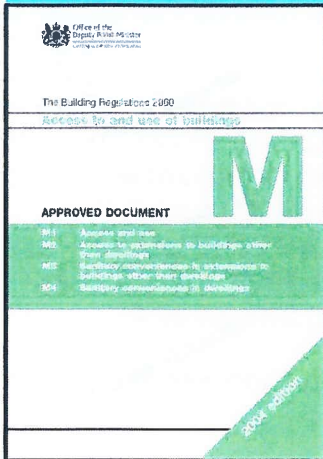 Office of the
Deputy Prime Minister
The Building Regulations 2000
Access to and use of buildings
M
APPROVED DOCUMENT
M1 Access and use
M2 Access to extensions to buildings other
than dwellings
M3 Sanitary conveniences in extensions to
buildings other than dwellings
M4 Sanitary conveniences in dwellings
2004 edition